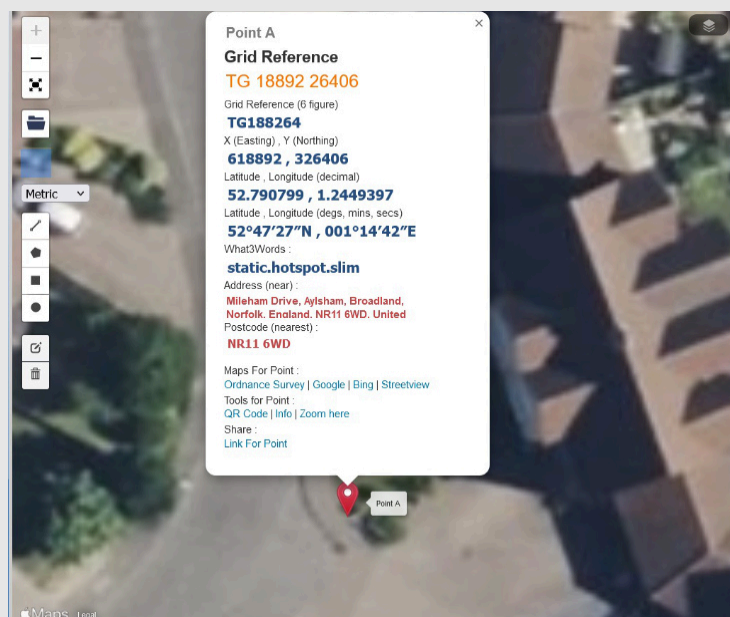 Point A
×
Grid Reference
TG 18892 26406
Grid Reference (6 figure)
TG188264
X (Easting) , Y (Northing)
618892 , 326406
Latitude , Longitude (decimal)
52.790799 , 1.2449397
Latitude , Longitude (degs, mins, secs)
52°47′27″N , 001°14′42″E
What3Words :
static.hotspot.slim
Address (near) :
Mileham Drive, Aylsham, Broadland,
Norfolk, England, NR11 6WD, United
Postcode (nearest) :
NR11 6WD
Maps For Point :
Ordnance Survey | Google | Bing | Streetview
Tools for Point :
QR Code | Info | Zoom here
Share :
Link For Point
+
−
Metric
Point A
Maps Legal